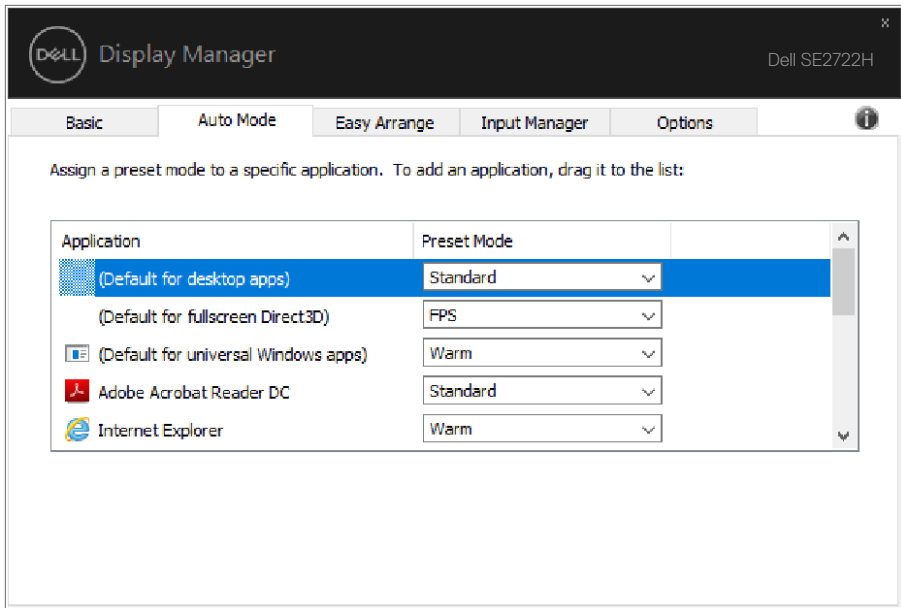 x
DELL Display Manager
Dell SE2722H
Basic Auto Mode Easy Arrange Input Manager Options
Assign a preset mode to a specific application. To add an application, drag it to the list:
Application Preset Mode
(Default for desktop apps) Standard
(Default for fullscreen Direct3D) FPS
(Default for universal Windows apps) Warm
Adobe Acrobat Reader DC Standard
Internet Explorer Warm